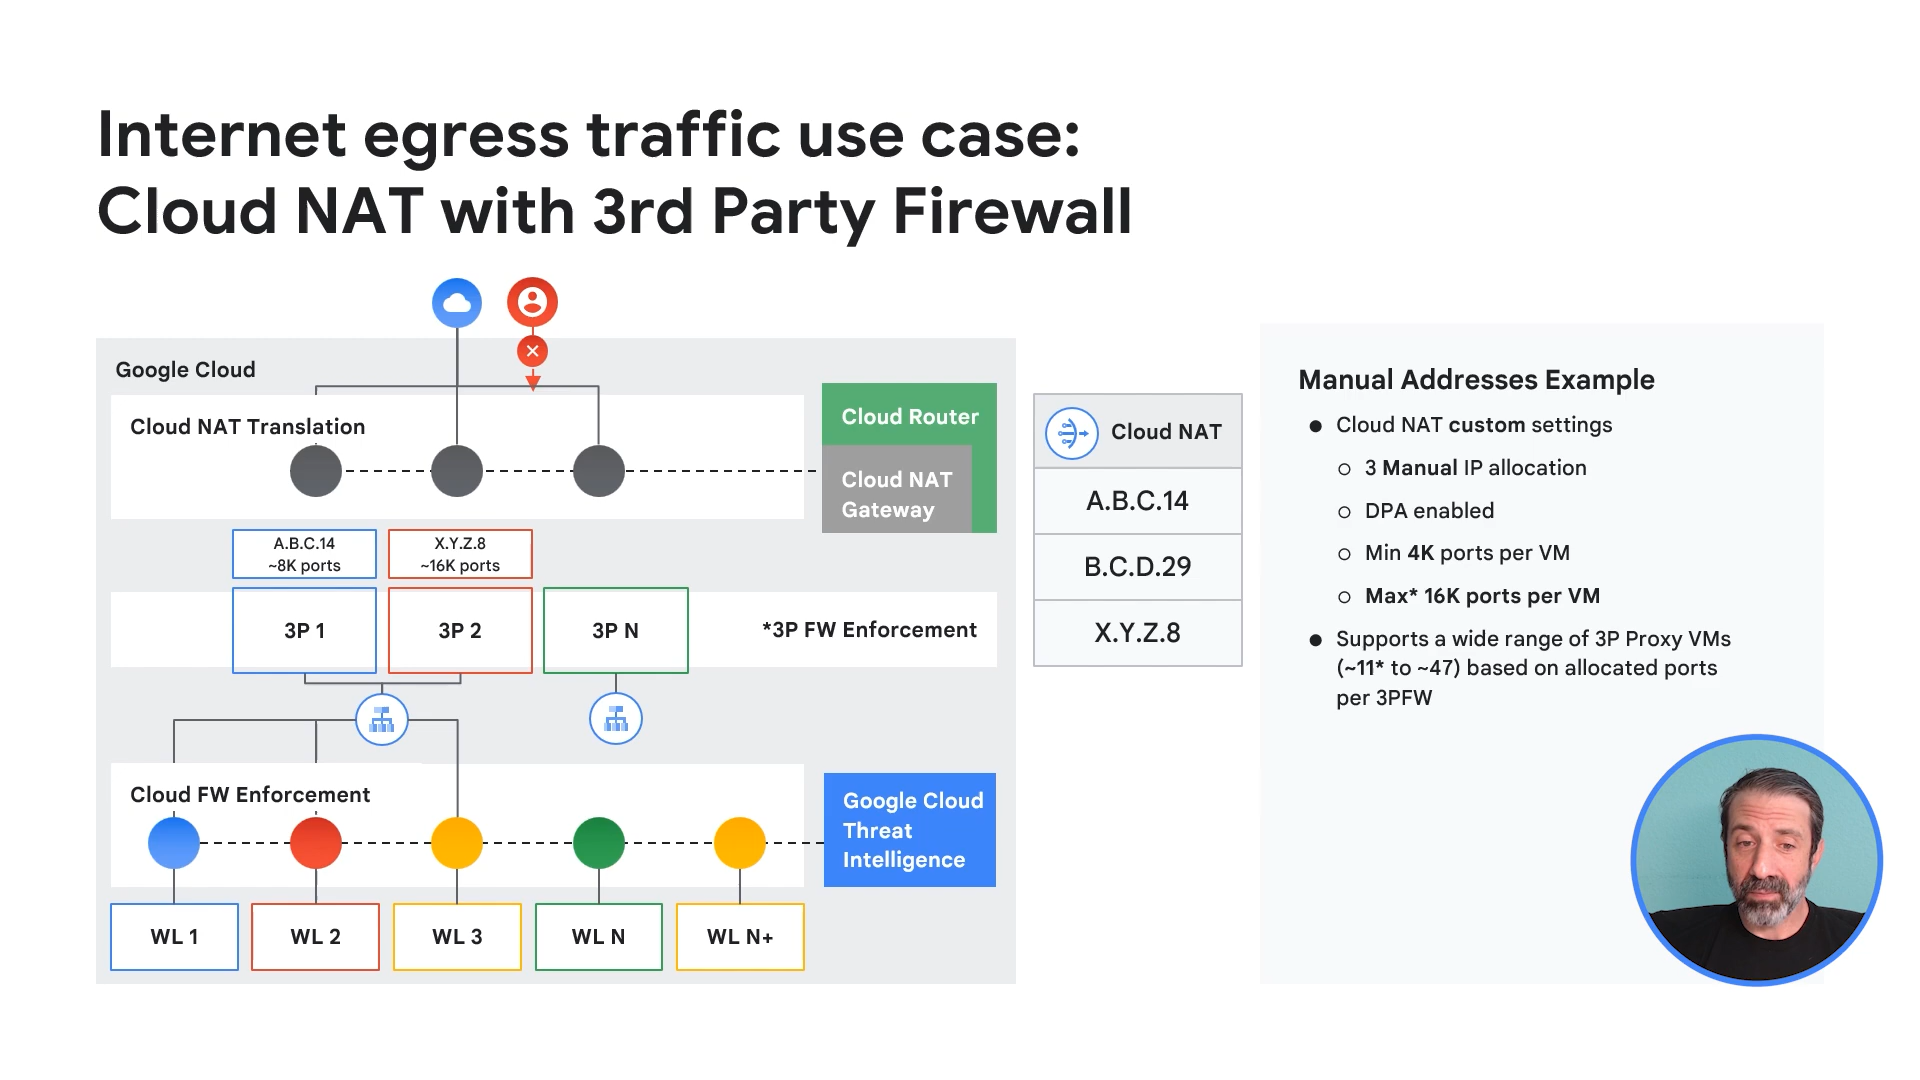 Internet egress traffic use case:
Cloud NAT with 3rd Party Firewall
Google Cloud
Cloud NAT Translation
Cloud Router
Cloud NAT
Gateway
A.B.C.14
~8K ports
X.Y.Z.8
~16K ports
3P 1
3P 2
3P N
*3P FW Enforcement
Cloud FW Enforcement
Google Cloud
Threat
Intelligence
WL 1
WL 2
WL 3
WL N
WL N+
Cloud NAT
A.B.C.14
B.C.D.29
X.Y.Z.8
Manual Addresses Example
● Cloud NAT custom settings
○ 3 Manual IP allocation
○ DPA enabled
○ Min 4K ports per VM
○ Max* 16K ports per VM
● Supports a wide range of 3P Proxy VMs
(~11* to ~47) based on allocated ports
per 3PFW